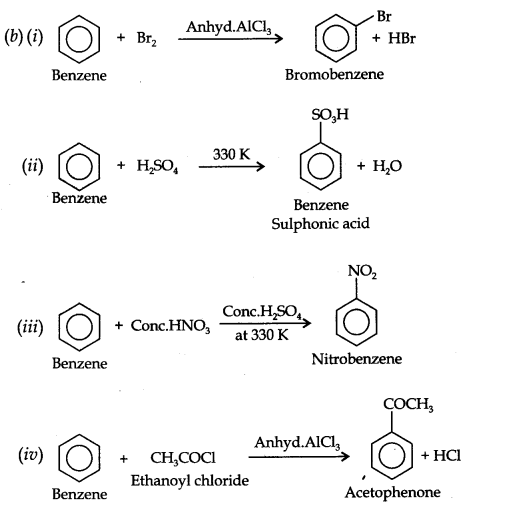 (b) (i) + Br₂ Anhyd.AlCl₃ Br + HBr
Benzene Bromobenzene
SO₃H
(ii) + H₂SO₄ 330 K + H₂O
Benzene Benzene
Sulphonic acid
NO₂
(iii) + Conc.HNO₃ Conc.H₂SO₄ at 330 K
Benzene Nitrobenzene
COCH₃
(iv) + CH₃COCl Anhyd.AlCl₃ + HCl
Ethanoyl chloride
Benzene Acetophenone